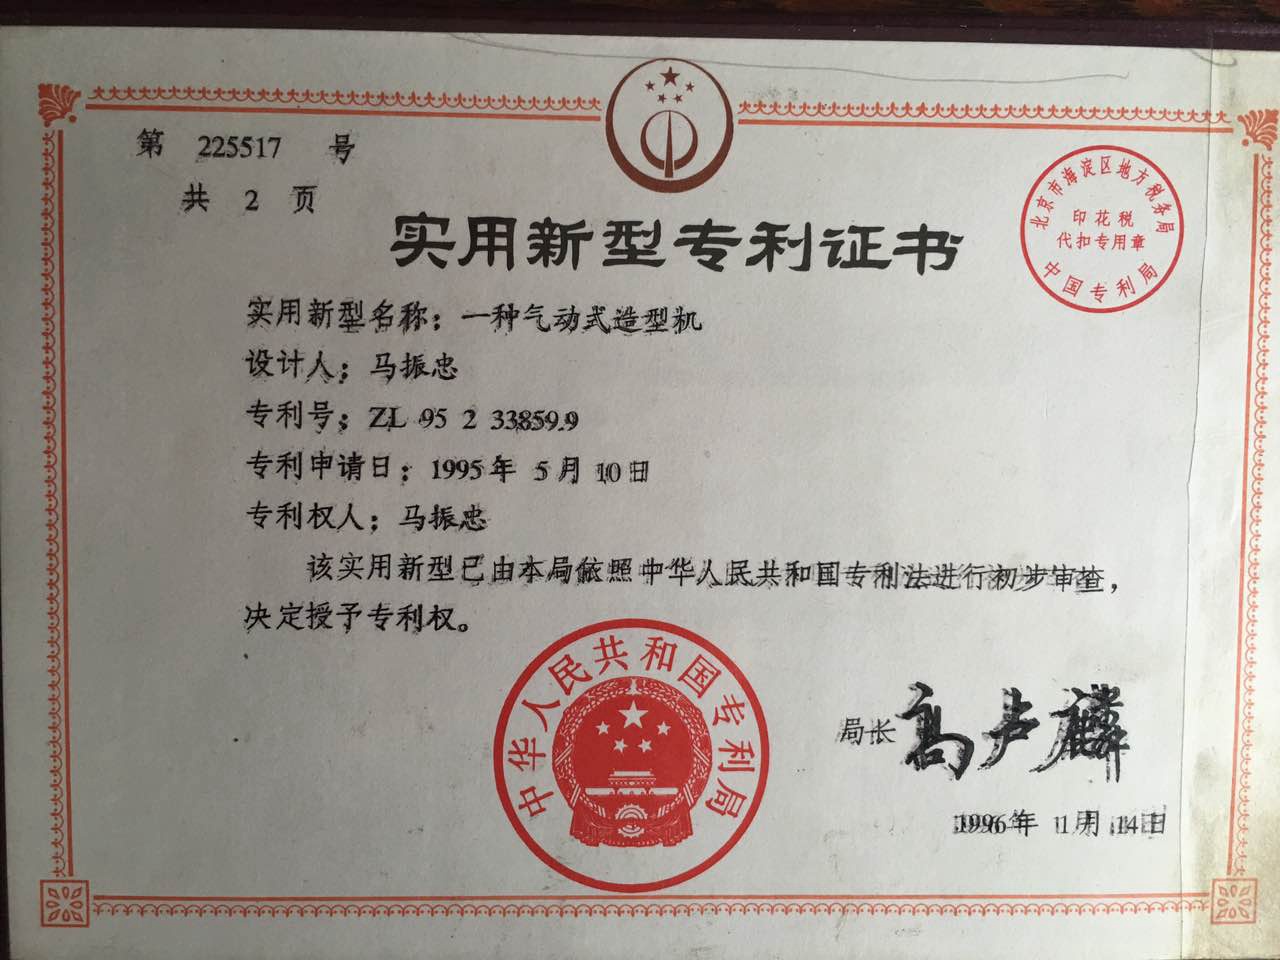 第 225517 号
共 2 页
实用新型专利证书
北京市海淀区地方税务局
印花税
代扣专用章
中国专利局
实用新型名称：一种气动式造型机
设计人：马振忠
专利号：ZL 95 2 33859.9
专利申请日：1995年 5月 10日
专利权人：马振忠
该实用新型已由本局依照中华人民共和国专利法进行初步审查，
决定授予专利权。
中华人民共和国专利局
局长 高卢麟
1996年 1月 14日